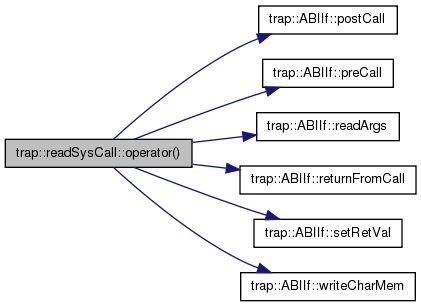 trap::ABIIf::postCall
trap::ABIIf::preCall
trap::ABIIf::readArgs
trap::readSysCall::operator()
trap::ABIIf::returnFromCall
trap::ABIIf::setRetVal
trap::ABIIf::writeCharMem